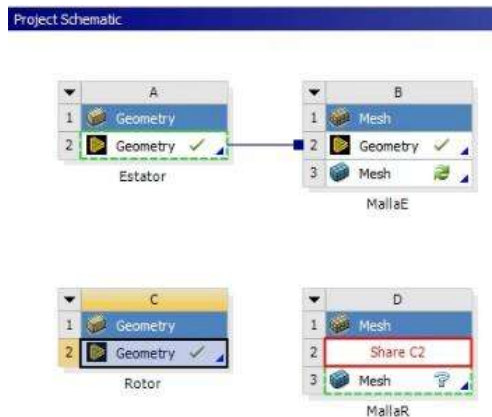 Project Schematic
A
1 Geometry
2 Geometry
Estator
B
1 Mesh
2 Geometry
3 Mesh
MallaE
C
1 Geometry
2 Geometry
Rotor
D
1 Mesh
2 Share C2
3 Mesh ?
MallaR